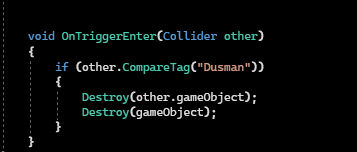 void OnTriggerEnter(Collider other)
{
    if (other.CompareTag("Dusman"))
    {
        Destroy(other.gameObject);
        Destroy(gameObject);
    }
}